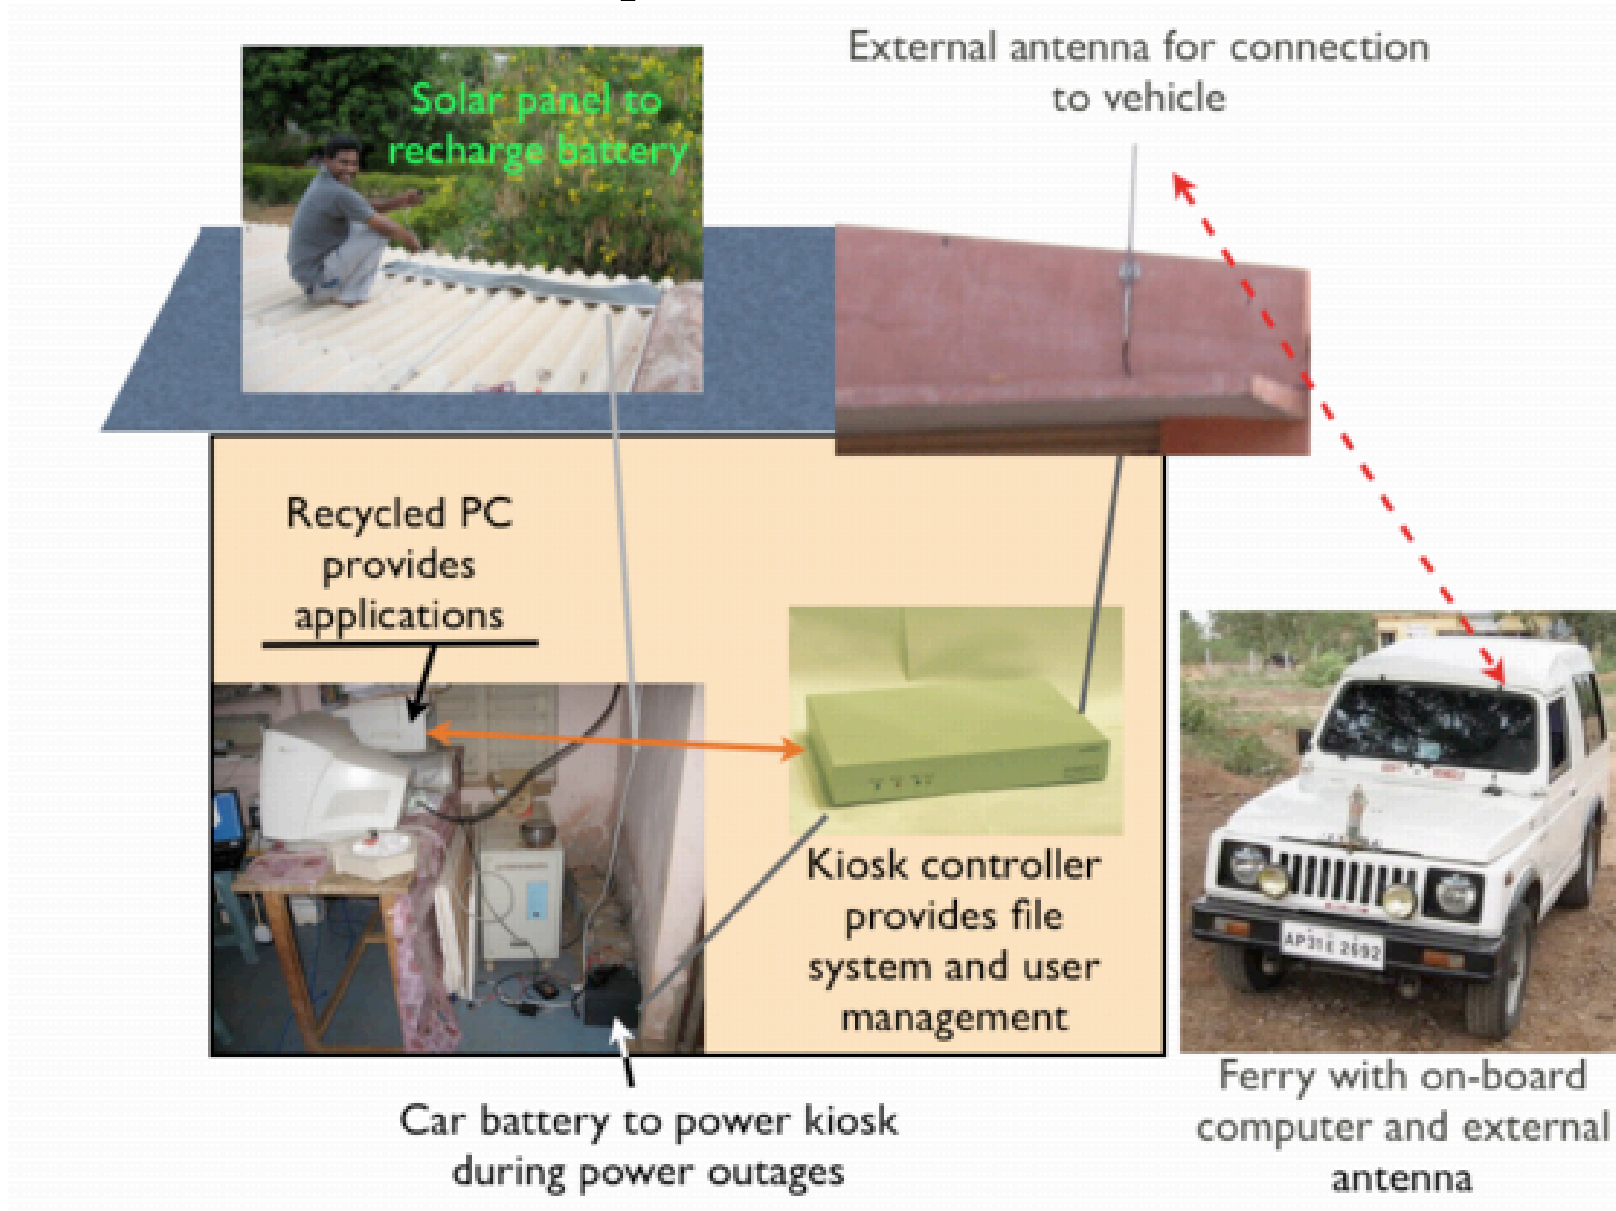 External antenna for connection
to vehicle
Solar panel to
recharge battery
Recycled PC
provides
applications
Kiosk controller
provides file
system and user
management
AP31E 2692
Car battery to power kiosk
during power outages
Ferry with on-board
computer and external
antenna